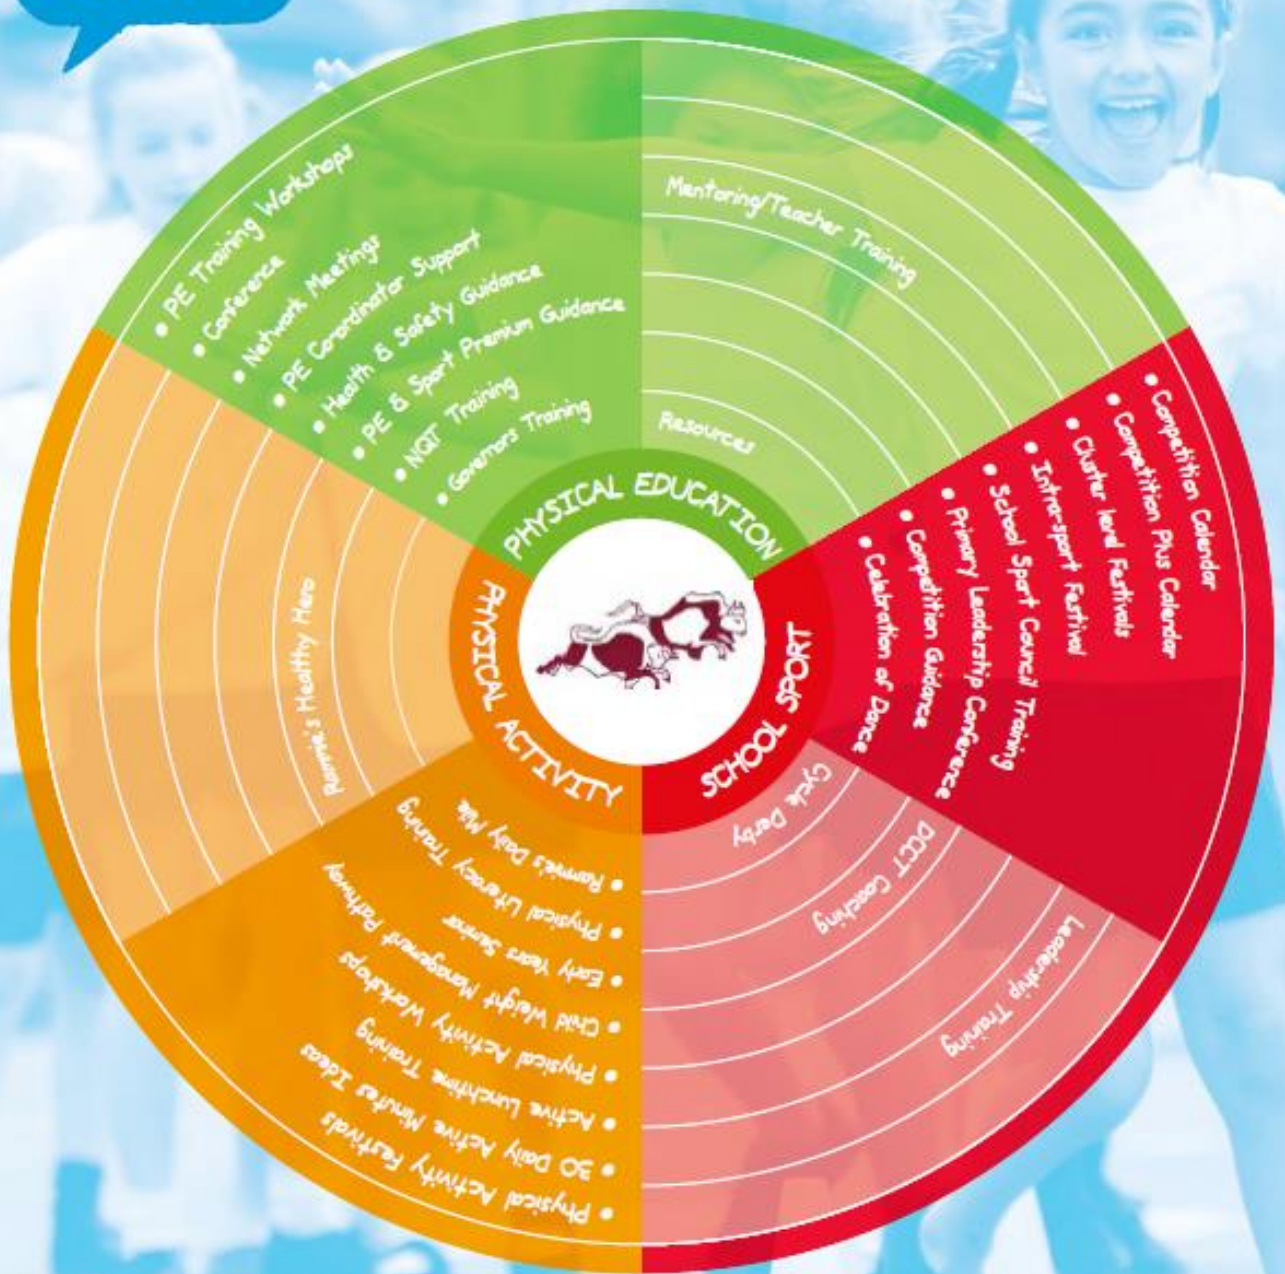 PHYSICAL EDUCATION
• PE Training Workshops
• Conference
• Network Meetings
• PE Coordinator Support
• Health & Safety Guidance
• PE & Sport Premium Guidance
• NQT Training
• Governors Training
Mentoring/Teacher Training
Resources
SCHOOL SPORT
• Competition Calendar
• Competition Plus Calendar
• Cluster level Festivals
• Intra-sport Festival
• School Sport Council Training
• Primary Leadership Conference
• Competition Guidance
• Celebration of Dance
Cycle Derby
DCCT Coaching
Leadership Training
PHYSICAL ACTIVITY
• Rammie's Daily Mile
• Physical Literacy Training
• Early Years Seminar
• Child Weight Management Pathway
• Physical Activity Workshops
• Active Lunchtime Training
• 30 Daily Active Minutes Ideas
• Physical Activity Festivals
Rammie's Healthy Hero